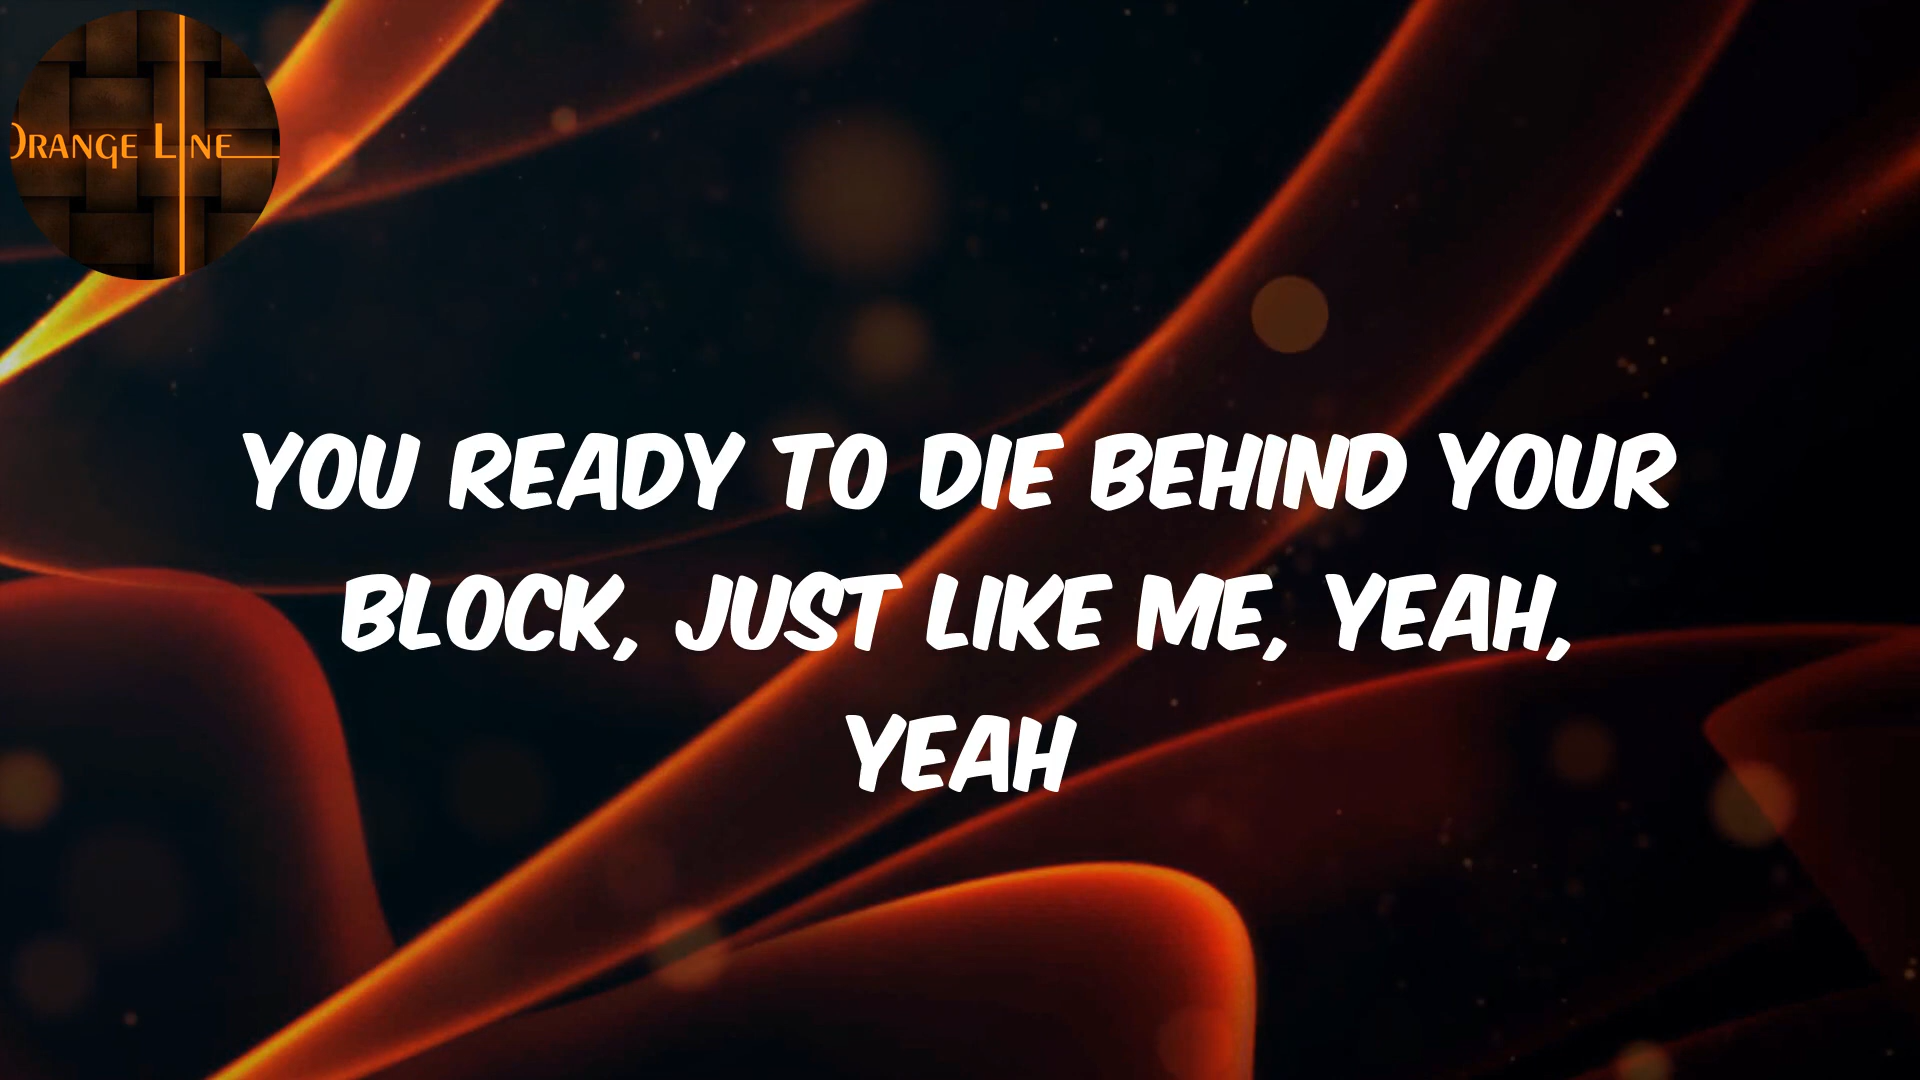 ORANGE LINE
YOU READY TO DIE BEHIND YOUR
BLOCK, JUST LIKE ME, YEAH,
YEAH